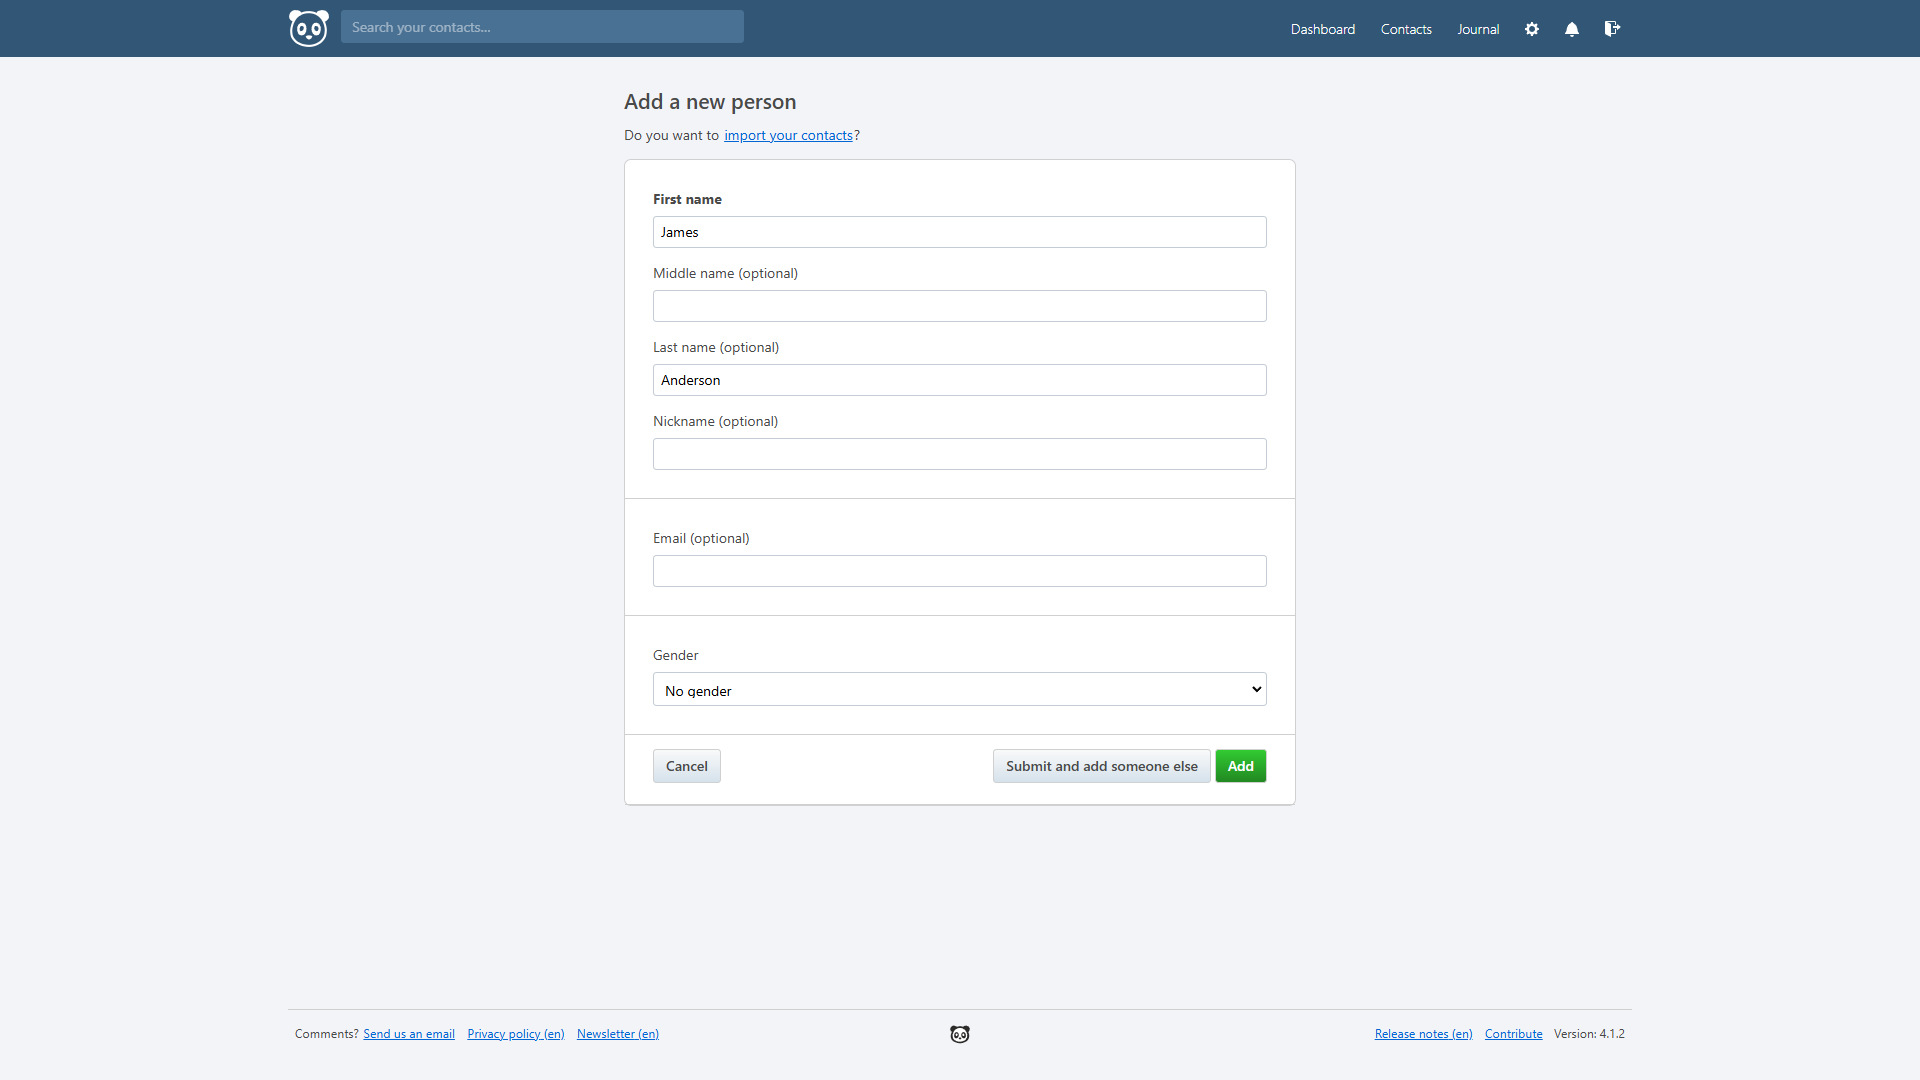 Search your contacts...
Dashboard
Contacts
Journal
Add a new person
Do you want to import your contacts?
First name
James
Middle name (optional)
Last name (optional)
Anderson
Nickname (optional)
Email (optional)
Gender
No gender
Cancel
Submit and add someone else
Add
Comments? Send us an email Privacy policy (en) Newsletter (en)
Release notes (en) Contribute Version: 4.1.2